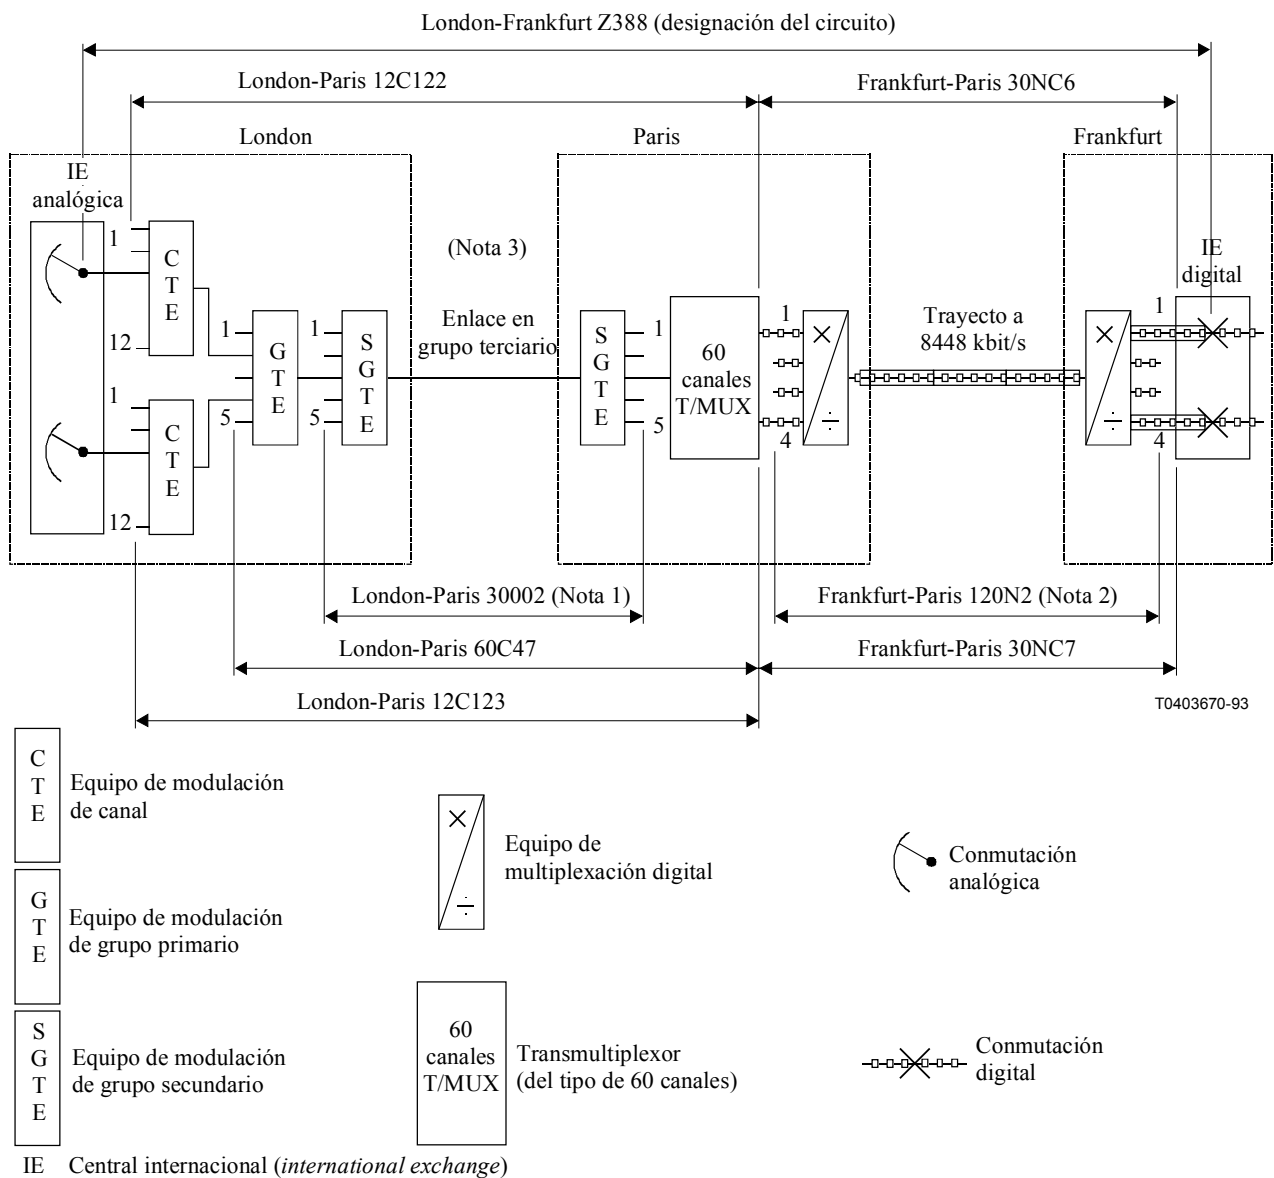 London-Frankfurt Z388 (designación del circuito)
London-Paris 12C122
Frankfurt-Paris 30NC6
London
Paris
Frankfurt
IE
analógica
1
12
C
T
E
1
12
C
T
E
1
5
G
T
E
1
5
S
G
T
E
(Nota 3)
Enlace en
grupo terciario
S
G
T
E
1
5
60
canales
T/MUX
1
4
Trayecto a
8448 kbit/s
1
4
IE
digital
London-Paris 30002 (Nota 1)
Frankfurt-Paris 120N2 (Nota 2)
London-Paris 60C47
Frankfurt-Paris 30NC7
London-Paris 12C123
T0403670-93
C
T
E
Equipo de modulación
de canal
G
T
E
Equipo de modulación
de grupo primario
S
G
T
E
Equipo de modulación
de grupo secundario
Equipo de
multiplexación digital
60
canales
T/MUX
Transmultiplexor
(del tipo de 60 canales)
Conmutación
analógica
Conmutación
digital
IE Central internacional (international exchange)